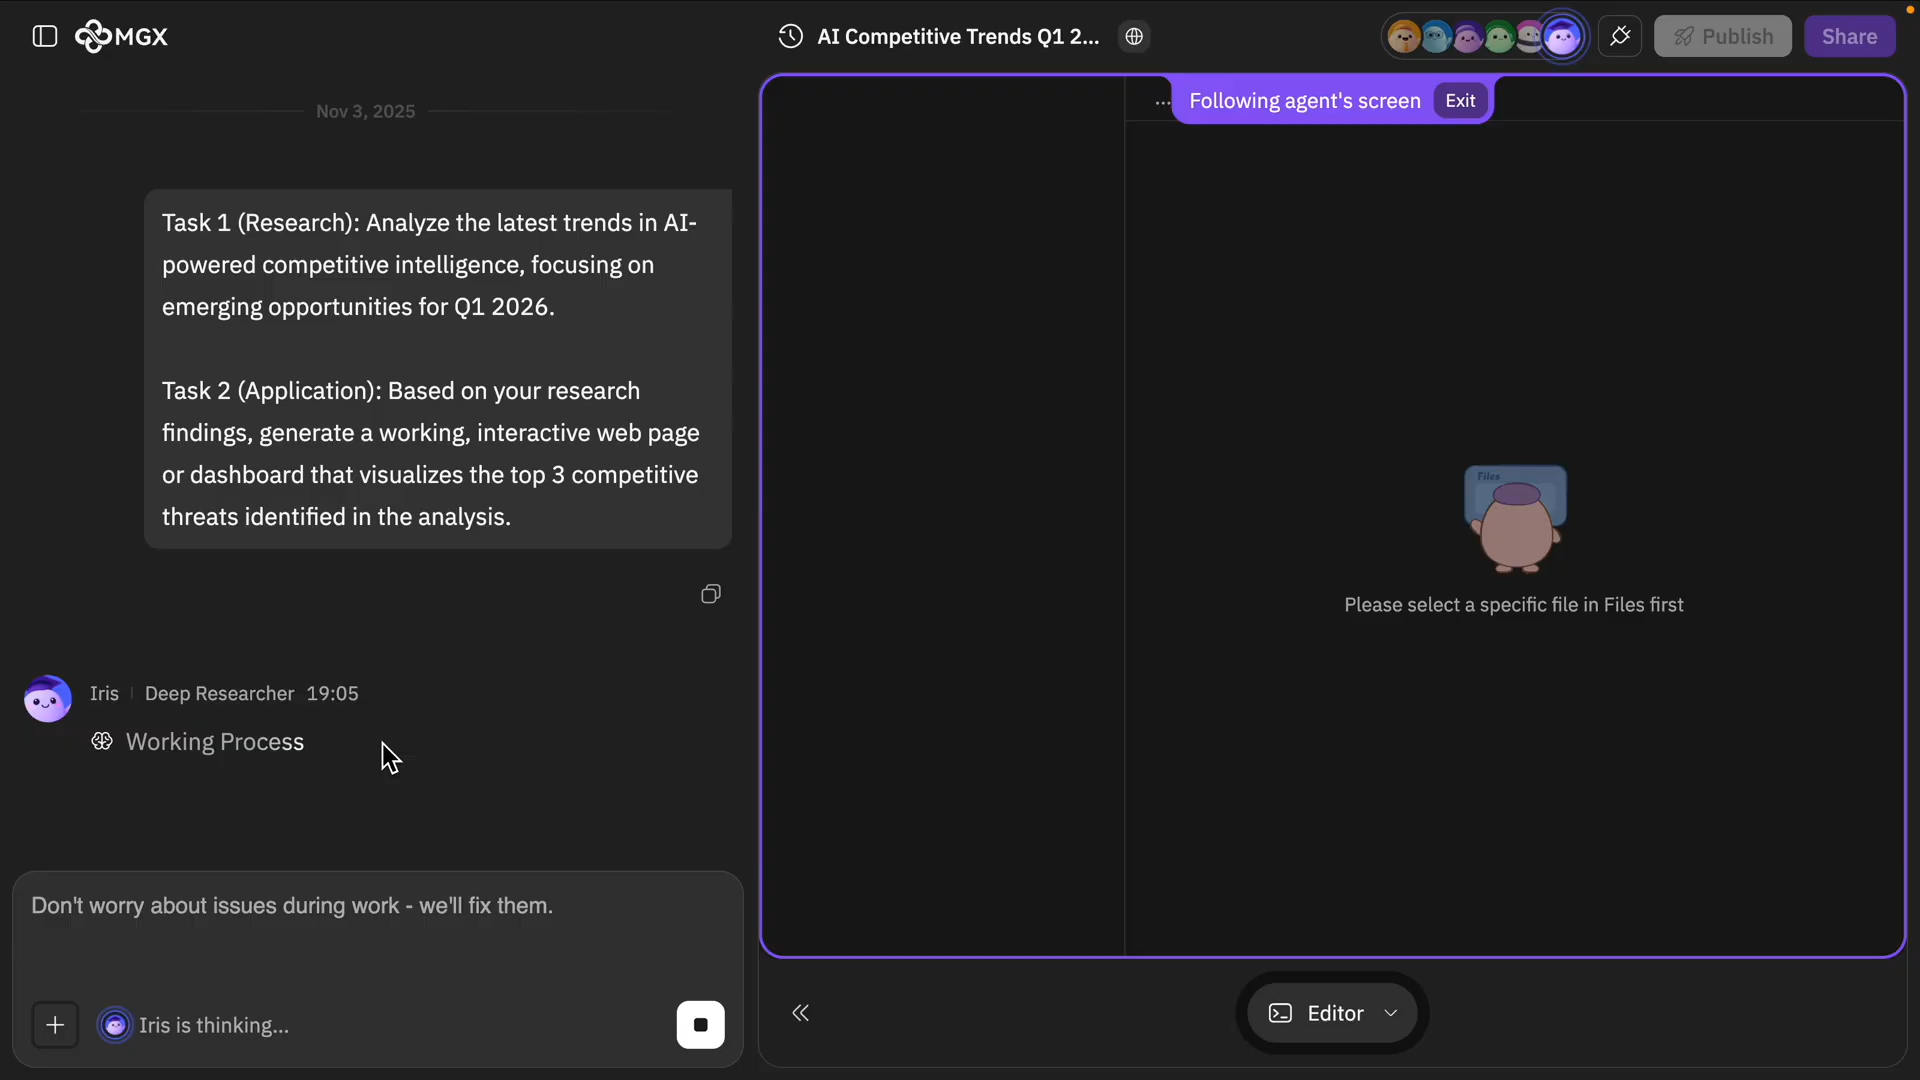 MGX
AI Competitive Trends Q1 2...
Publish
Share
Nov 3, 2025
Task 1 (Research): Analyze the latest trends in AI-
powered competitive intelligence, focusing on
emerging opportunities for Q1 2026.
Task 2 (Application): Based on your research
findings, generate a working, interactive web page
or dashboard that visualizes the top 3 competitive
threats identified in the analysis.
Iris Deep Researcher 19:05
Working Process
Don't worry about issues during work - we'll fix them.
Iris is thinking...
... Following agent's screen Exit
Files
Please select a specific file in Files first
Editor